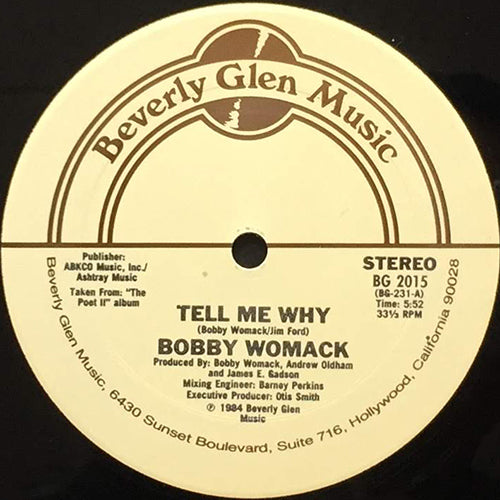 Beverly Glen Music
Publisher:
ABKCO Music, Inc./
Ashtray Music
Taken From: "The
Poet II" album
STEREO
BG 2015
(BG-231-A)
Time: 5:52
33⅓ RPM
TELL ME WHY
(Bobby Womack/Jim Ford)
BOBBY WOMACK
Produced By: Bobby Womack, Andrew Oldham
and James E. Gadson
Mixing Engineer: Barney Perkins
Executive Producer: Otis Smith
℗ 1984 Beverly Glen
Music
Beverly Glen Music, 6430 Sunset Boulevard, Suite 716, Hollywood, California 90028